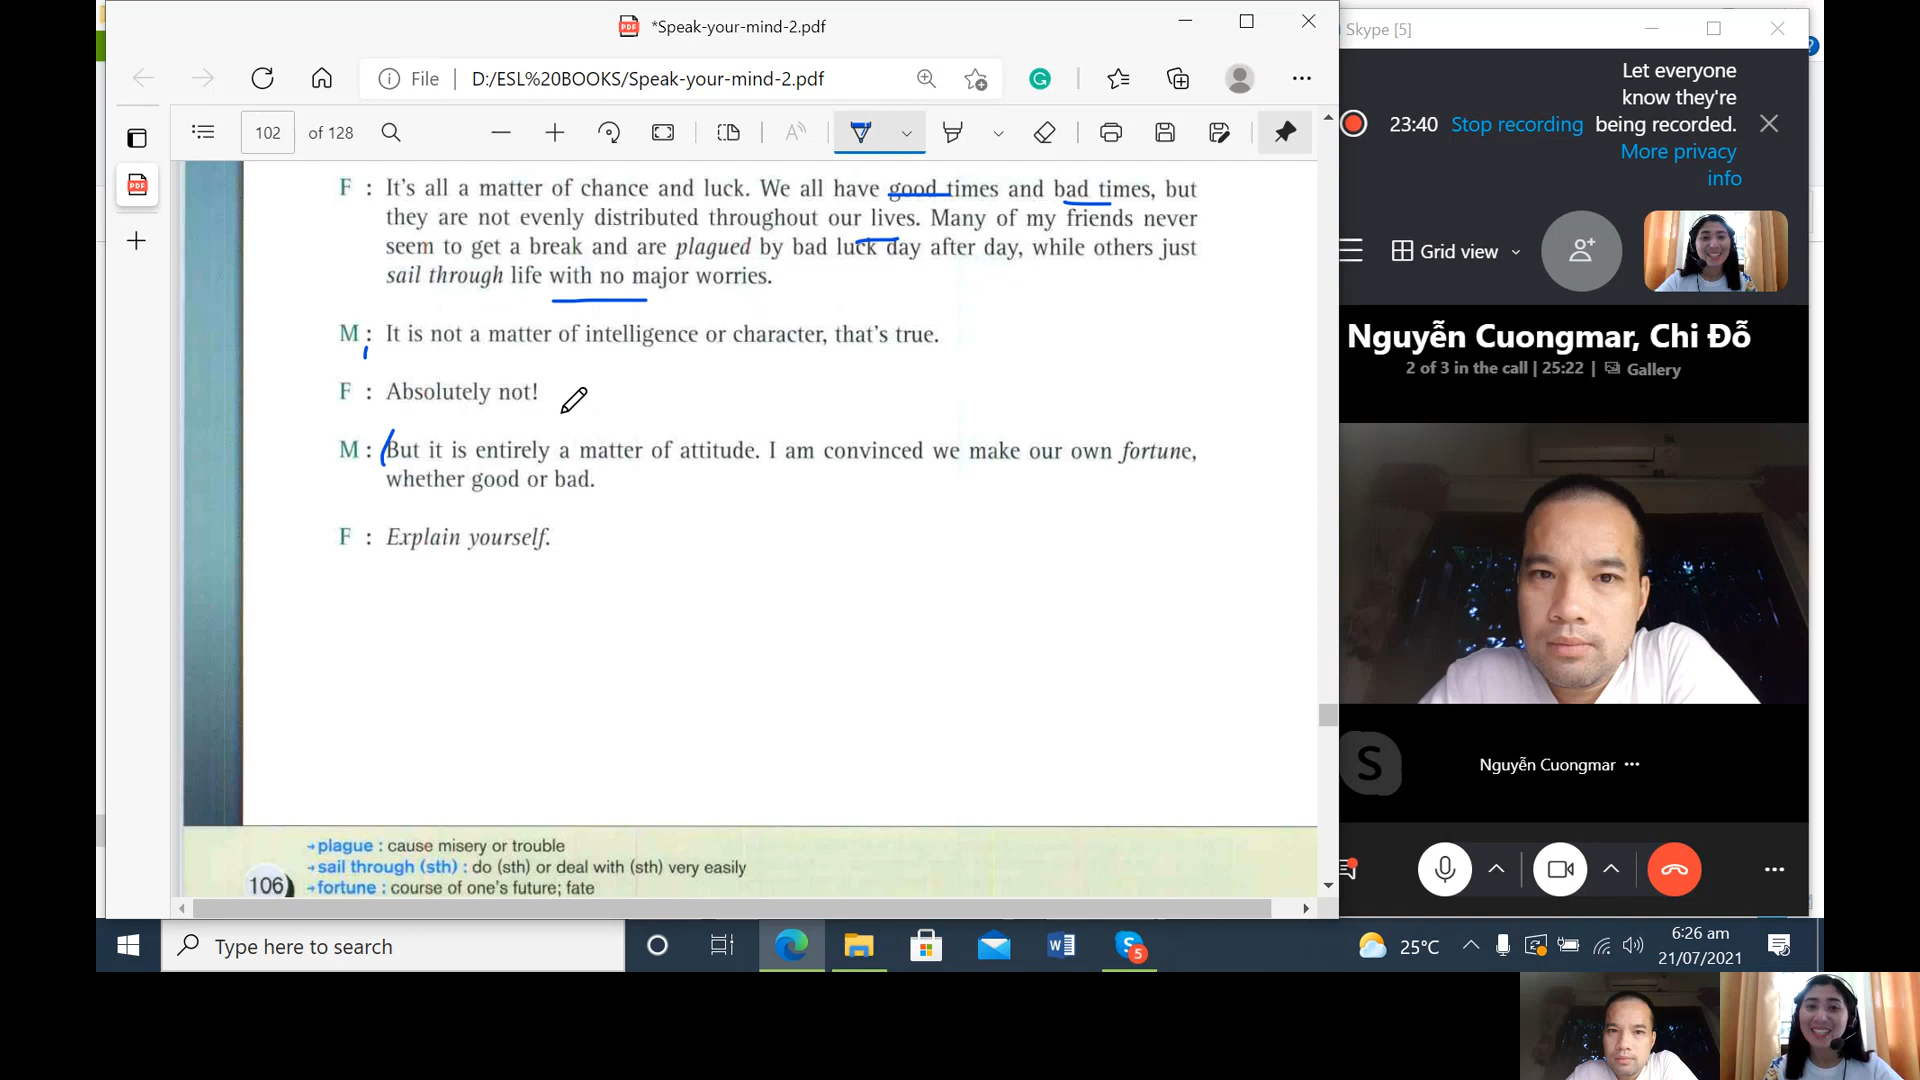 *Speak-your-mind-2.pdf
File
D:/ESL%20BOOKS/Speak-your-mind-2.pdf
102 of 128
F : It's all a matter of chance and luck. We all have good times and bad times, but
they are not evenly distributed throughout our lives. Many of my friends never
seem to get a break and are plagued by bad luck day after day, while others just
sail through life with no major worries.
M : It is not a matter of intelligence or character, that's true.
F : Absolutely not!
M : But it is entirely a matter of attitude. I am convinced we make our own fortune,
whether good or bad.
F : Explain yourself.
plague : cause misery or trouble
sail through (sth) : do (sth) or deal with (sth) very easily
106
fortune : course of one's future; fate
Skype [5]
23:40
Stop recording
Let everyone
know they're
being recorded.
More privacy
info
Grid view
Nguyễn Cuongmar, Chi Đỗ
2 of 3 in the call | 25:22 | Gallery
S
Nguyễn Cuongmar
Type here to search
25°C
6:26 am
21/07/2021